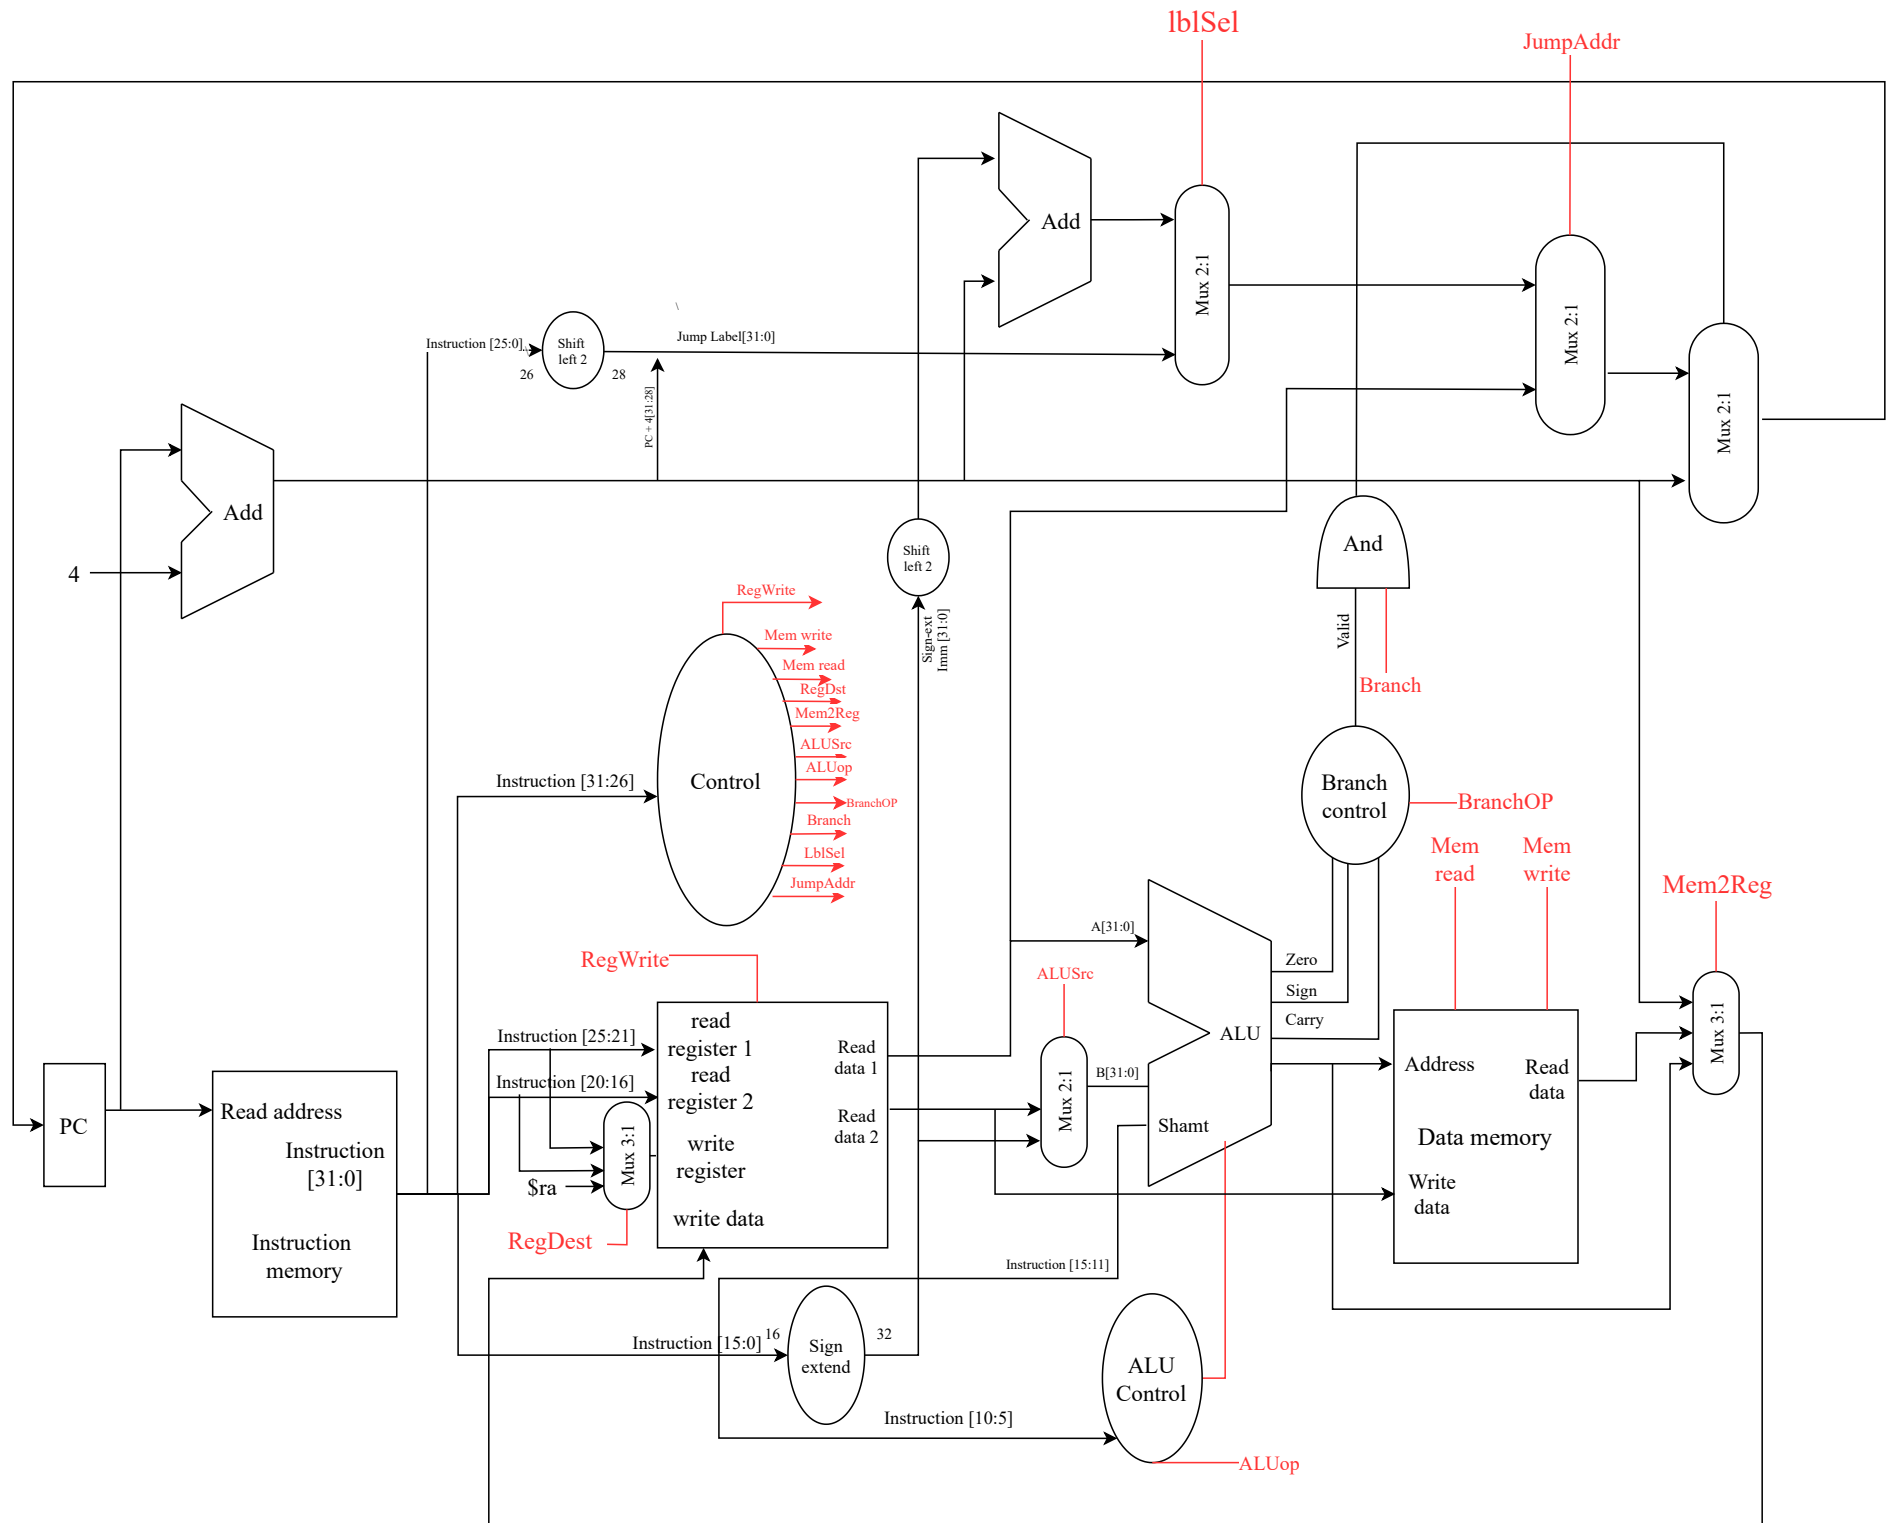 lblSel
JumpAddr
Add
Mux 2:1
Mux 2:1
\
Instruction [25:0]
Shift
left 2
26
28
Jump Label[31:0]
PC + 4[31:28]
Mux 2:1
Add
4
Shift
left 2
And
Valid
Branch
Sign-ext
Imm [31:0]
RegWrite
Mem write
Mem read
RegDst
Mem2Reg
ALUSrc
ALUop
BranchOP
Branch
LblSel
JumpAddr
Control
Instruction [31:26]
Branch
control
BranchOP
Mem
read
Mem
write
Mem2Reg
RegWrite
A[31:0]
ALUSrc
Zero
Sign
Carry
ALU
B[31:0]
Shamt
Mux 2:1
Mux 3:1
Instruction [25:21]
Instruction [20:16]
read
register 1
read
register 2
write
register
write data
Read
data 1
Read
data 2
Mux 3:1
$ra
RegDest
Address
Read
data
Data memory
Write
data
PC
Read address
Instruction
[31:0]
Instruction
memory
Instruction [15:11]
Instruction [15:0]
16
Sign
extend
32
ALU
Control
Instruction [10:5]
ALUop